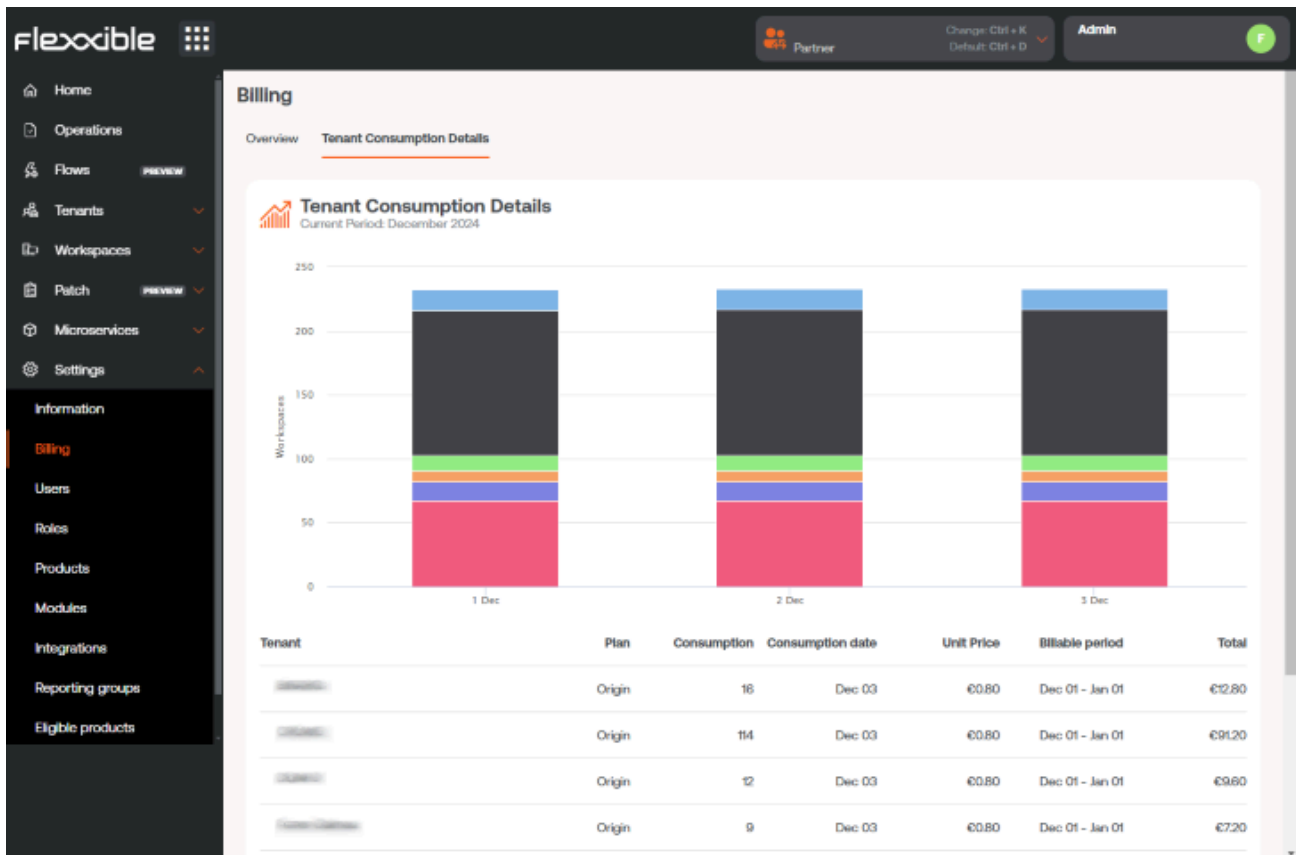 Flexxible
Partner
Change: Ctrl + K
Default: Ctrl + D
Admin
F
Home
Operations
Flows PREVIEW
Tenants
Workspaces
Patch PREVIEW
Microservices
Settings
Information
Billing
Users
Roles
Products
Modules
Integrations
Reporting groups
Eligible products
Billing
Overview Tenant Consumption Details
Tenant Consumption Details
Current Period: December 2024
Workspaces
250
200
150
100
50
0
1 Dec 2 Dec 3 Dec
Tenant Plan Consumption Consumption date Unit Price Billable period Total
Origin 16 Dec 03 €0.80 Dec 01 - Jan 01 €12.80
Origin 114 Dec 03 €0.80 Dec 01 - Jan 01 €91.20
Origin 12 Dec 03 €0.80 Dec 01 - Jan 01 €9.60
Origin 9 Dec 03 €0.80 Dec 01 - Jan 01 €7.20